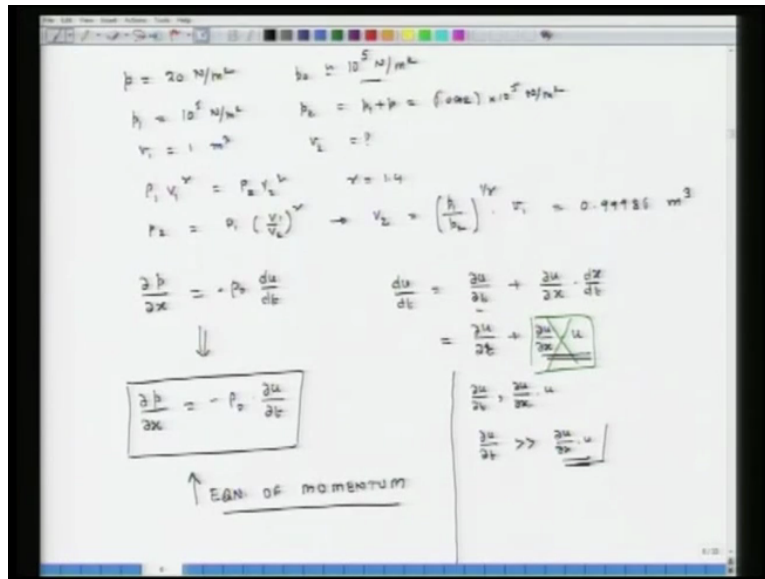 p = 20 N/m²
p₀ ≈ 10⁵ N/m²
p₁ = 10⁵ N/m²
p₂ = p₁ + p = (1.0002) × 10⁵ N/m²
v₁ = 1 m³
v₂ = ?
P₁ V₁^γ = P₂ V₂^γ
γ = 1.4
P₂ = P₁ (V₁/V₂)^γ → V₂ = (p₁/p₂)^1/γ · V₁ = 0.99986 m³
∂p/∂x = - ρ₀ du/dt
du/dt = ∂u/∂t + ∂u/∂x · dx/dt
⇓
= ∂u/∂t + ∂u/∂x u
∂p/∂x = - ρ₀ · ∂u/∂t
∂u/∂t , ∂u/∂x · u
∂u/∂t >> ∂u/∂x · u
↑ EQN. OF MOMENTUM